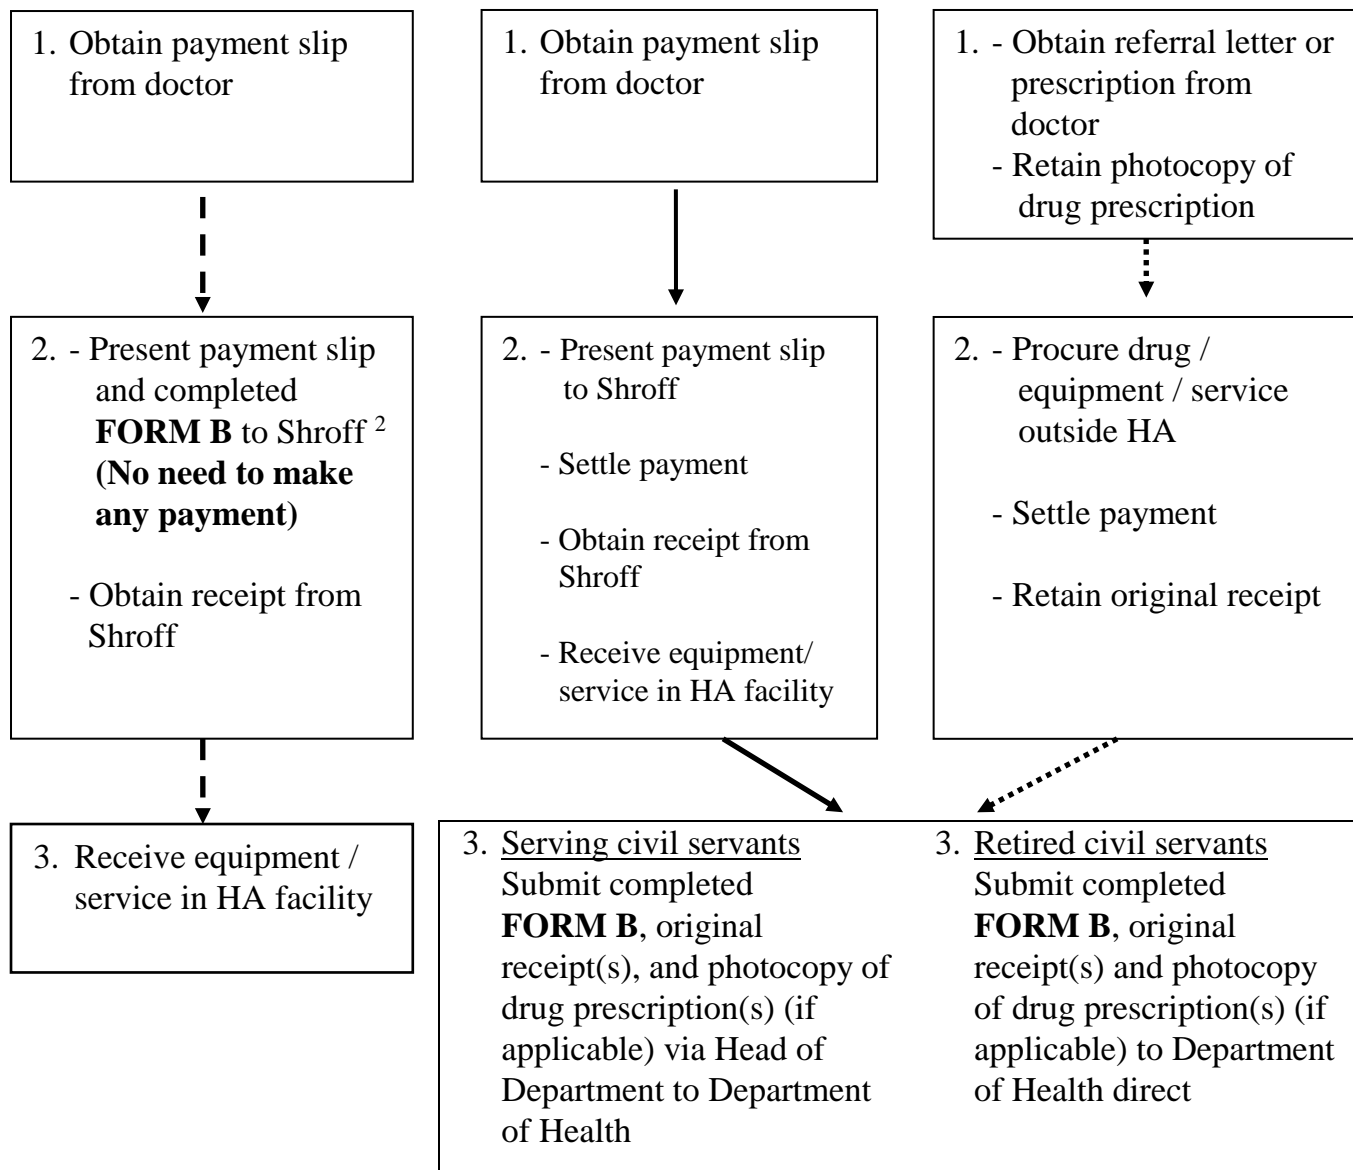 1. Obtain payment slip
from doctor
1. Obtain payment slip
from doctor
1. - Obtain referral letter or
prescription from
doctor
- Retain photocopy of
drug prescription
2. - Present payment slip
and completed
FORM B to Shroff 2
(No need to make
any payment)
- Obtain receipt from
Shroff
2. - Present payment slip
to Shroff
- Settle payment
- Obtain receipt from
Shroff
- Receive equipment/
service in HA facility
2. - Procure drug /
equipment / service
outside HA
- Settle payment
- Retain original receipt
3. Receive equipment /
service in HA facility
3. Serving civil servants
Submit completed
FORM B, original
receipt(s), and photocopy of
drug prescription(s) (if
applicable) via Head of
Department to Department
of Health
3. Retired civil servants
Submit completed
FORM B, original
receipt(s) and photocopy
of drug prescription(s) (if
applicable) to Department
of Health direct